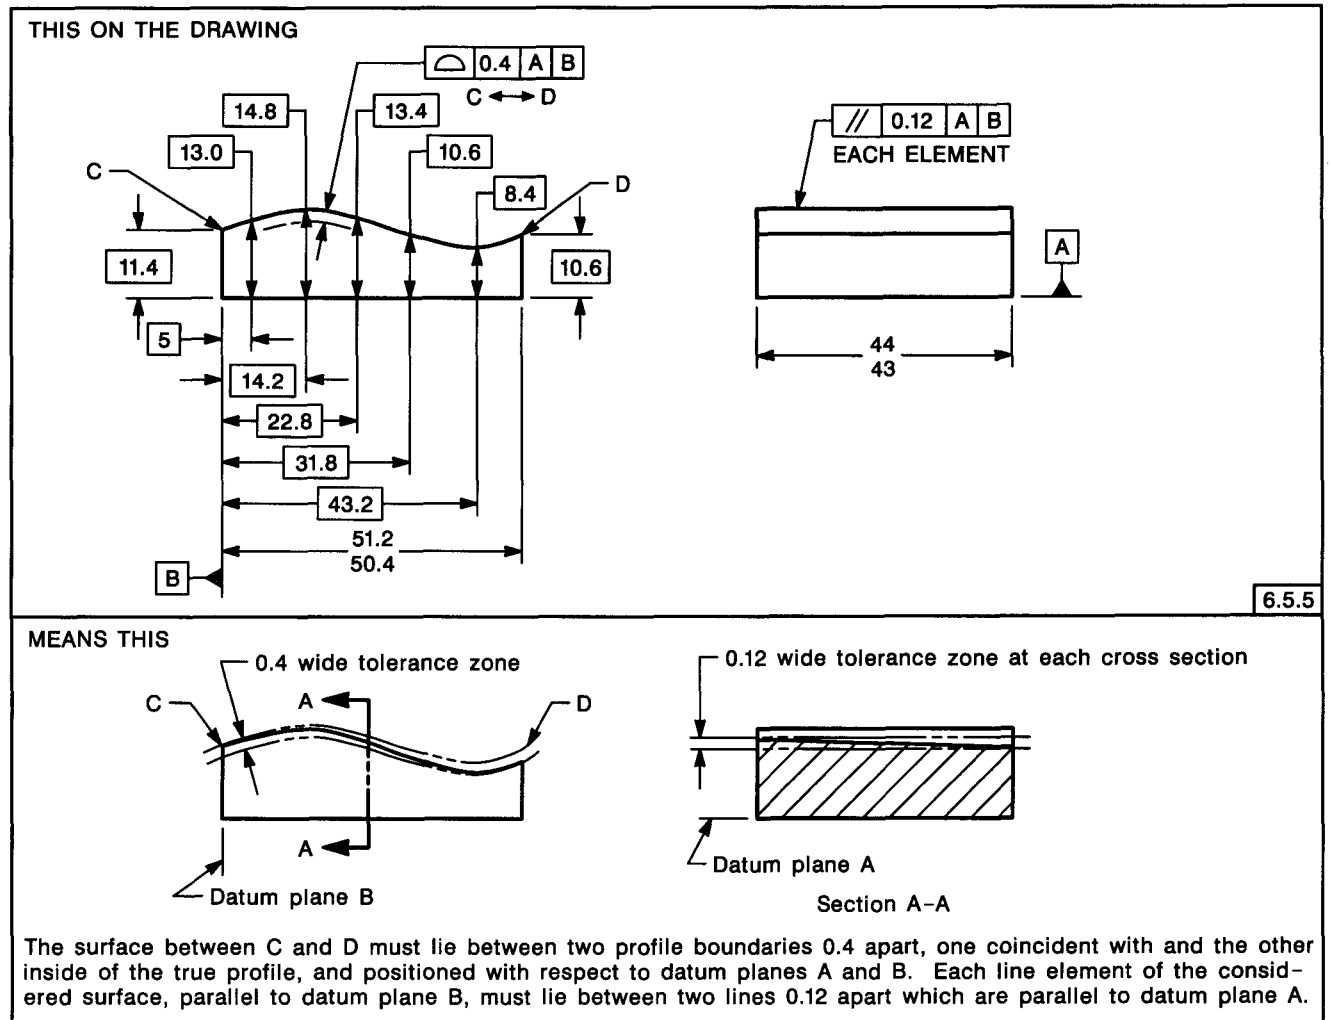 THIS ON THE DRAWING
⌓ 0.4 A B
C ↔ D
14.8
13.4
13.0
10.6
C
8.4
D
11.4
10.6
5
14.2
22.8
31.8
43.2
51.2
50.4
B
// 0.12 A B
EACH ELEMENT
A
44
43
6.5.5
MEANS THIS
0.4 wide tolerance zone
C
A
D
A
Datum plane B
0.12 wide tolerance zone at each cross section
Datum plane A
Section A-A
The surface between C and D must lie between two profile boundaries 0.4 apart, one coincident with and the other
inside of the true profile, and positioned with respect to datum planes A and B. Each line element of the consid-
ered surface, parallel to datum plane B, must lie between two lines 0.12 apart which are parallel to datum plane A.